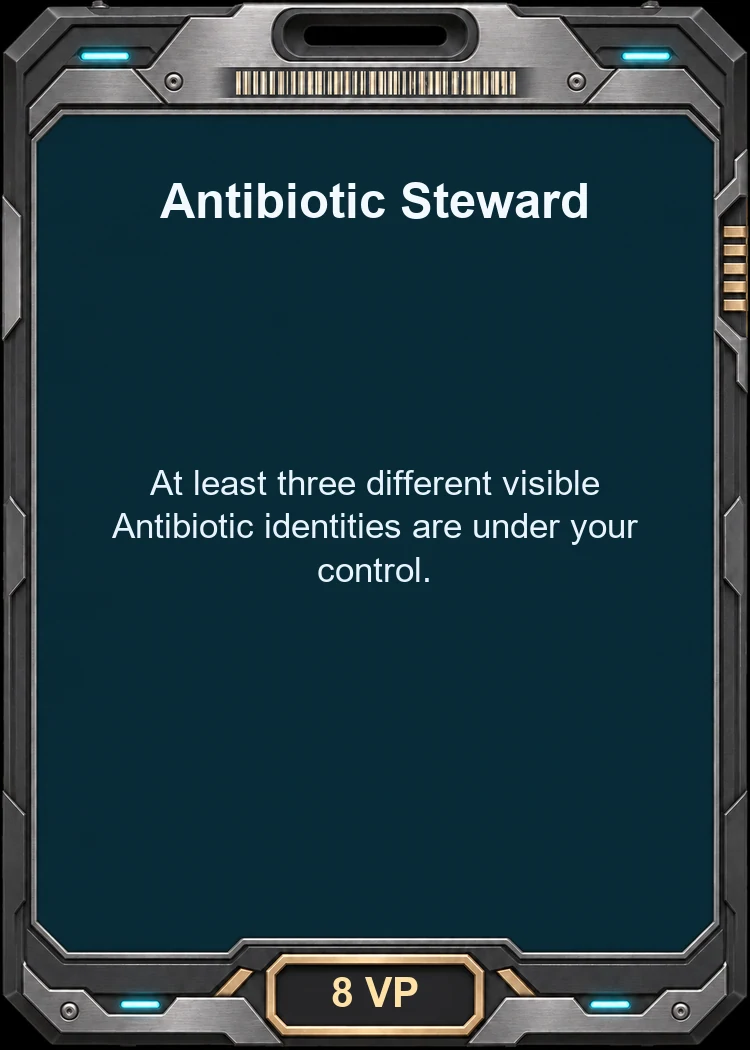 Antibiotic Steward
At least three different visible
Antibiotic identities are under your
control.
8 VP